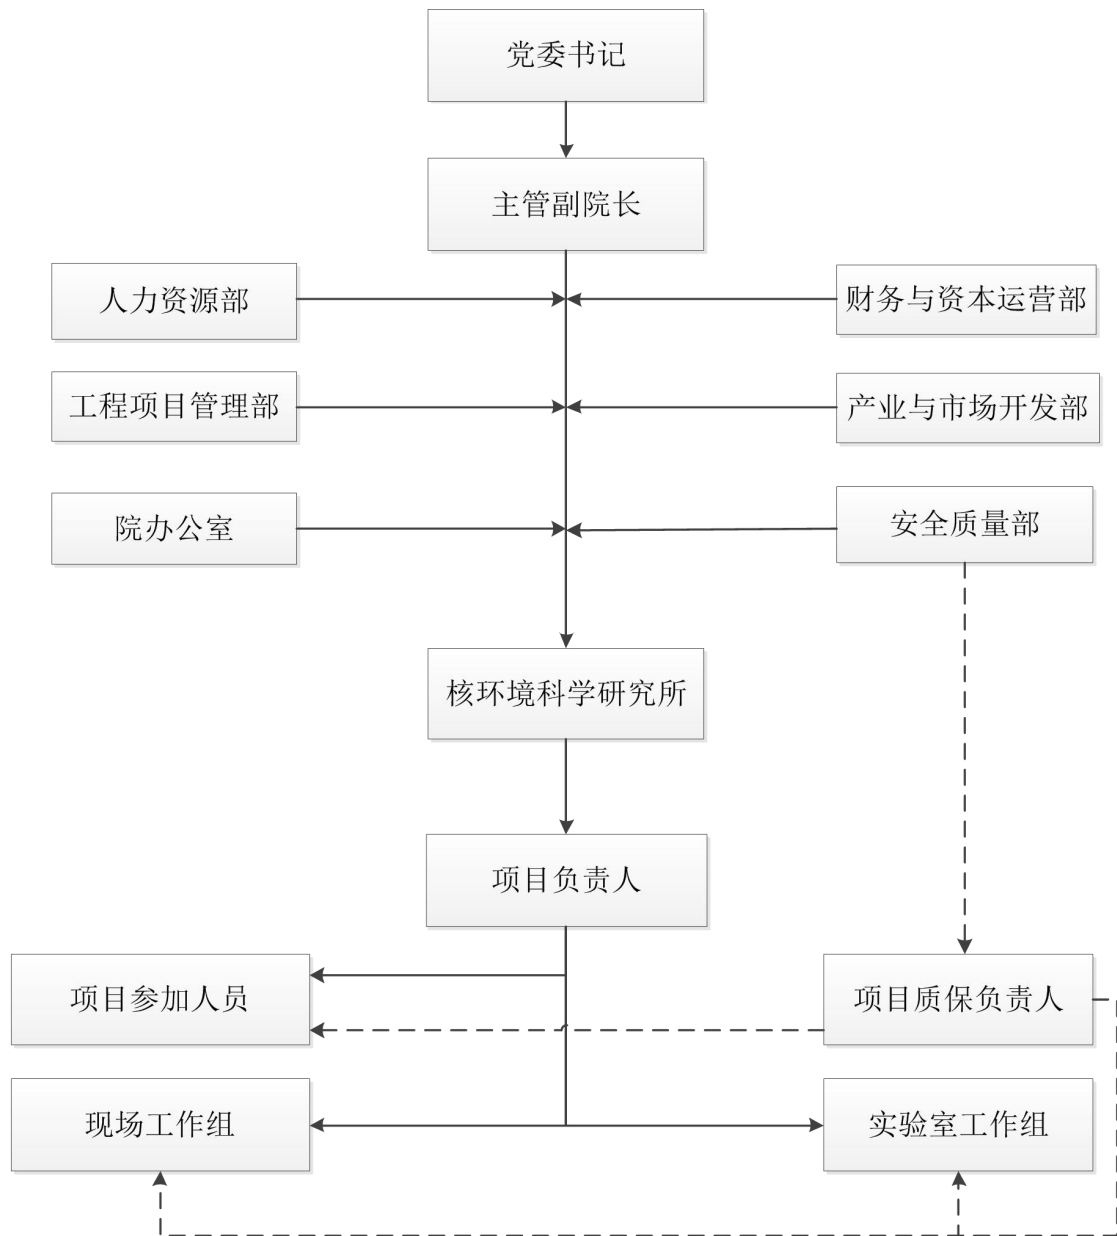 党委书记
主管副院长
人力资源部
财务与资本运营部
工程项目管理部
产业与市场开发部
院办公室
安全质量部
核环境科学研究所
项目负责人
项目参加人员
项目质保负责人
现场工作组
实验室工作组